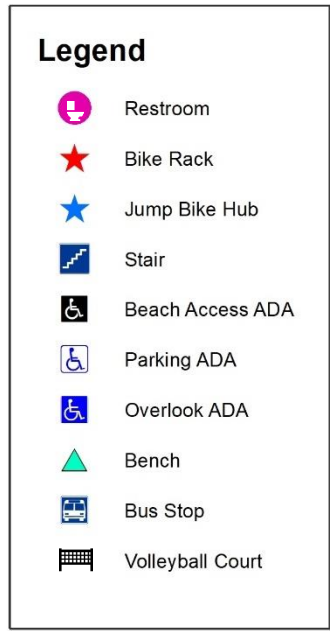 Legend
Restroom
Bike Rack
Jump Bike Hub
Stair
Beach Access ADA
Parking ADA
Overlook ADA
Bench
Bus Stop
Volleyball Court